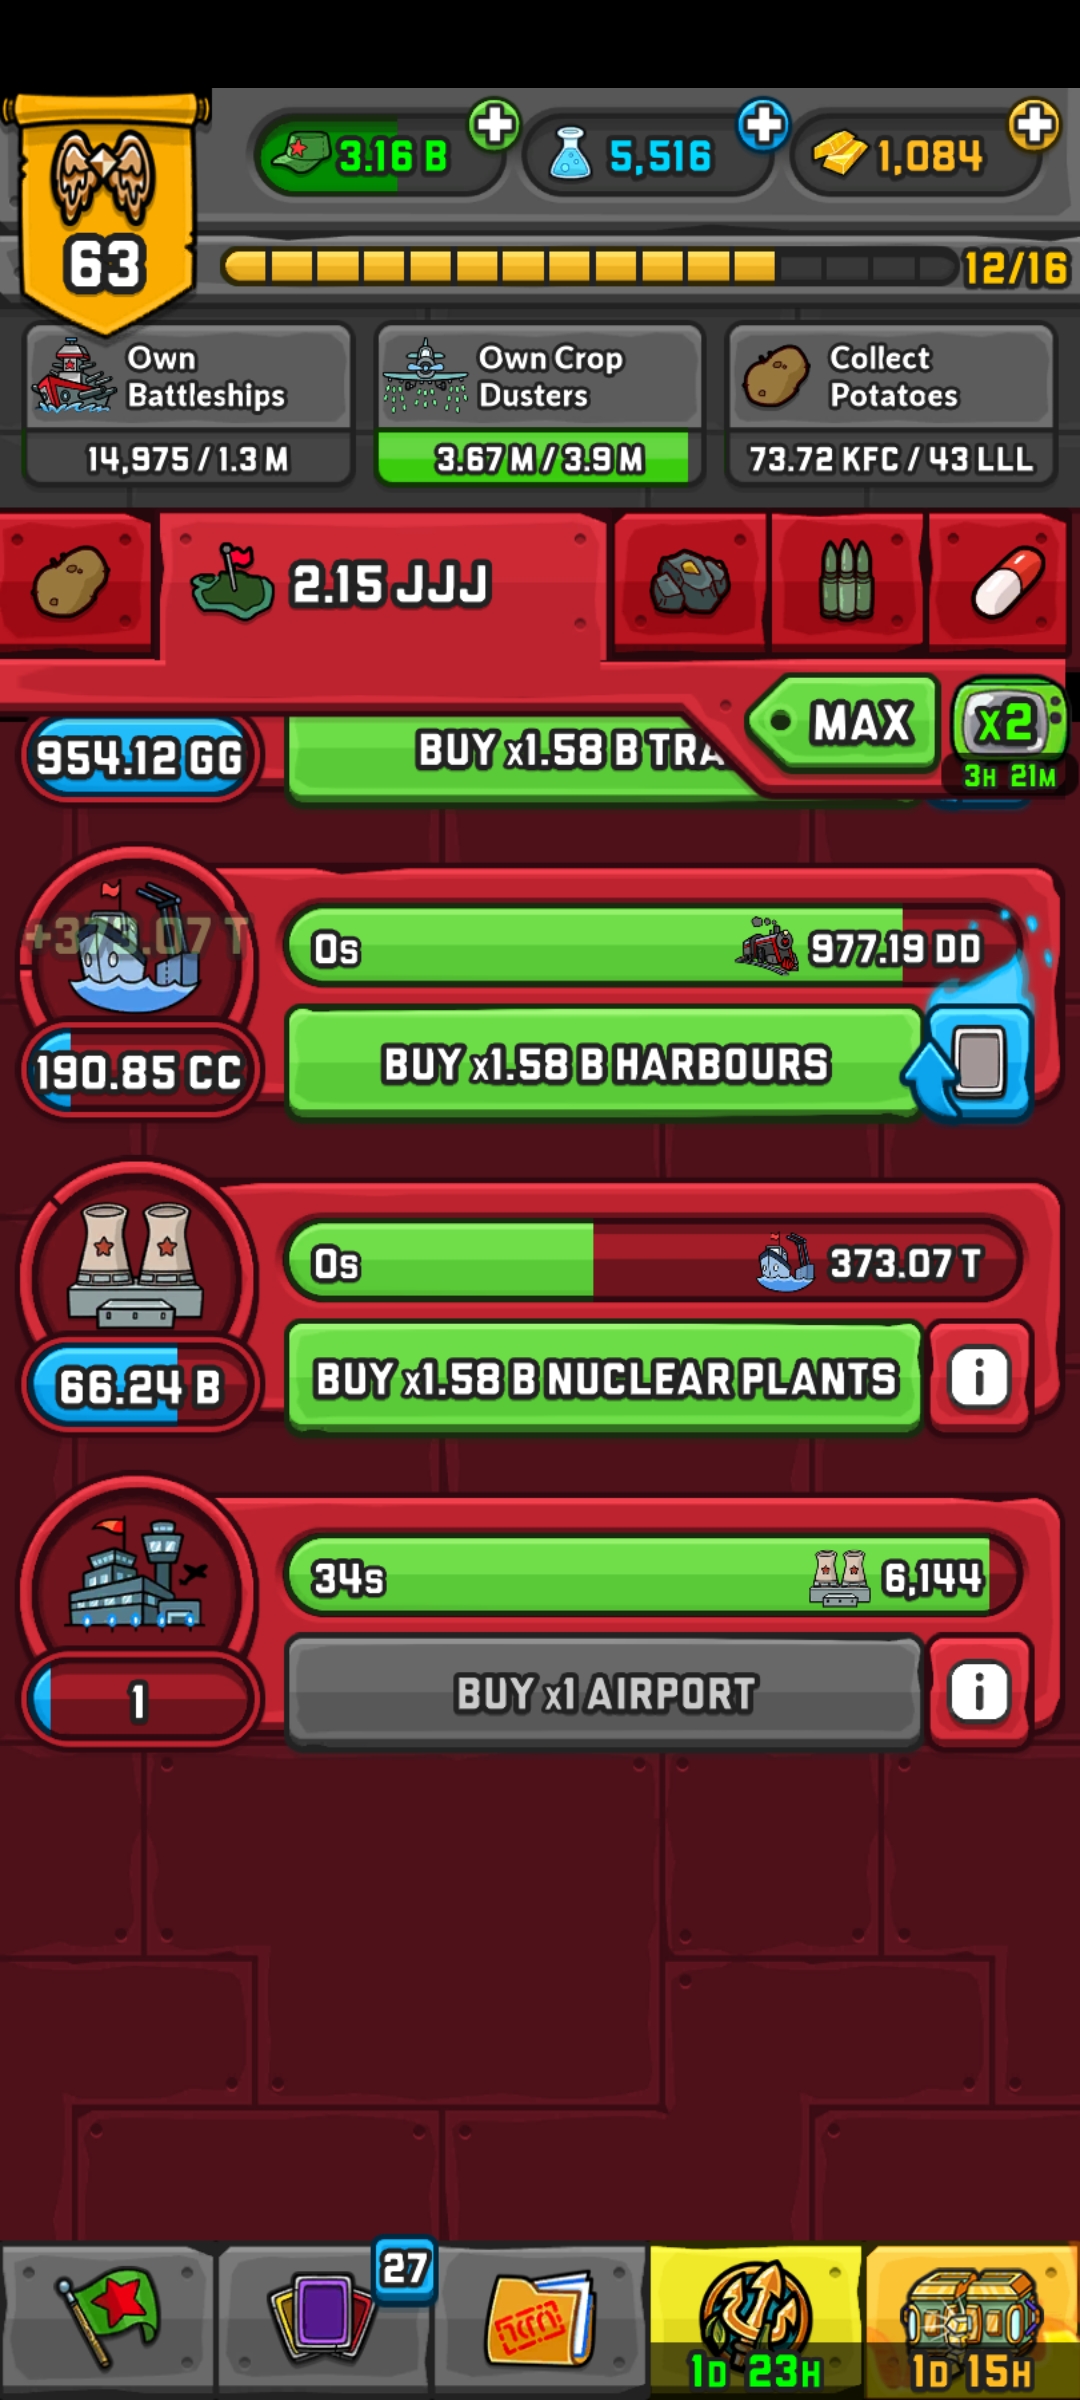 63
3.16 B
5,516
1,084
12/16
Own Battleships
14,975 / 1.3 M
Own Crop Dusters
3.67 M / 3.9 M
Collect Potatoes
73.72 KFC / 43 LLL
2.15 JJJ
MAX
x2
3H 21M
954.12 GG
BUY x1.58 B TRA
+373.07 T
0s
977.19 DD
190.85 CC
BUY x1.58 B HARBOURS
0s
373.07 T
66.24 B
BUY x1.58 B NUCLEAR PLANTS
i
34s
6,144
1
BUY x1 AIRPORT
i
27
1D 23H
1D 15H